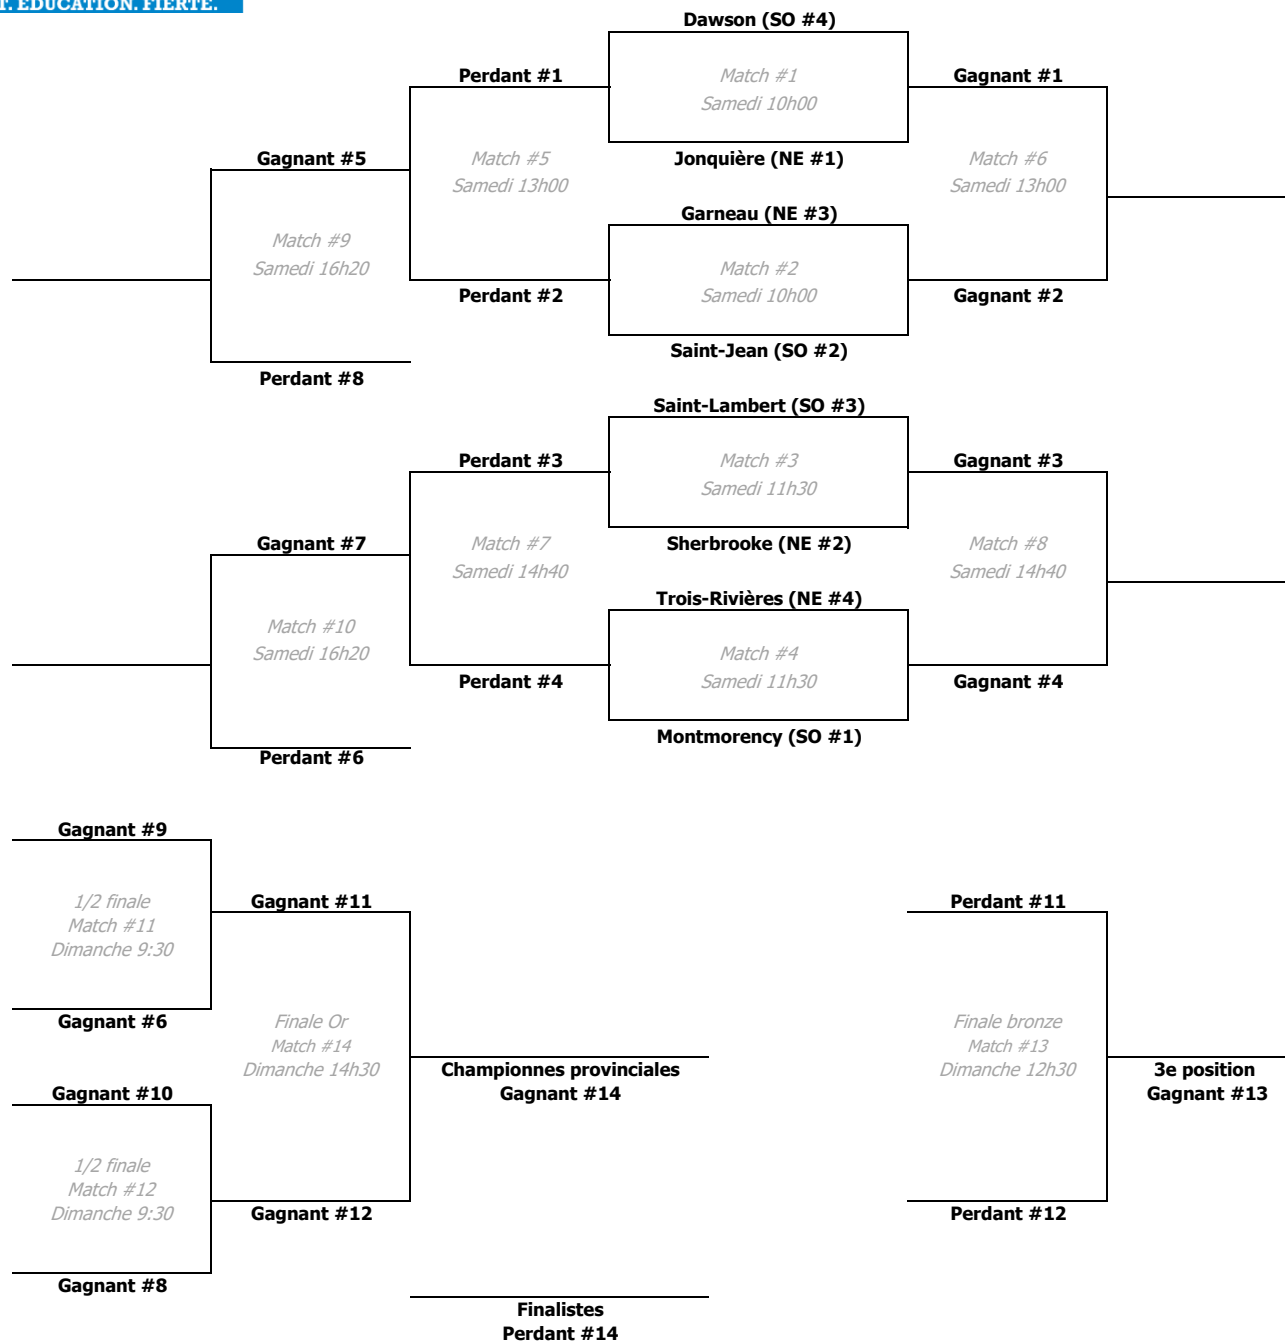 T. ÉDUCATION. FIERTÉ.
Dawson (SO #4)
Perdant #1
Match #1
Samedi 10h00
Gagnant #1
Gagnant #5
Match #5
Samedi 13h00
Jonquière (NE #1)
Match #6
Samedi 13h00
Garneau (NE #3)
Match #9
Samedi 16h20
Perdant #2
Match #2
Samedi 10h00
Gagnant #2
Saint-Jean (SO #2)
Perdant #8
Saint-Lambert (SO #3)
Perdant #3
Match #3
Samedi 11h30
Gagnant #3
Gagnant #7
Match #7
Samedi 14h40
Sherbrooke (NE #2)
Match #8
Samedi 14h40
Trois-Rivières (NE #4)
Match #10
Samedi 16h20
Perdant #4
Match #4
Samedi 11h30
Gagnant #4
Montmorency (SO #1)
Perdant #6
Gagnant #9
1/2 finale
Match #11
Dimanche 9:30
Gagnant #11
Perdant #11
Gagnant #6
Finale Or
Match #14
Dimanche 14h30
Finale bronze
Match #13
Dimanche 12h30
Championnes provinciales
Gagnant #14
3e position
Gagnant #13
Gagnant #10
1/2 finale
Match #12
Dimanche 9:30
Gagnant #12
Perdant #12
Gagnant #8
Finalistes
Perdant #14